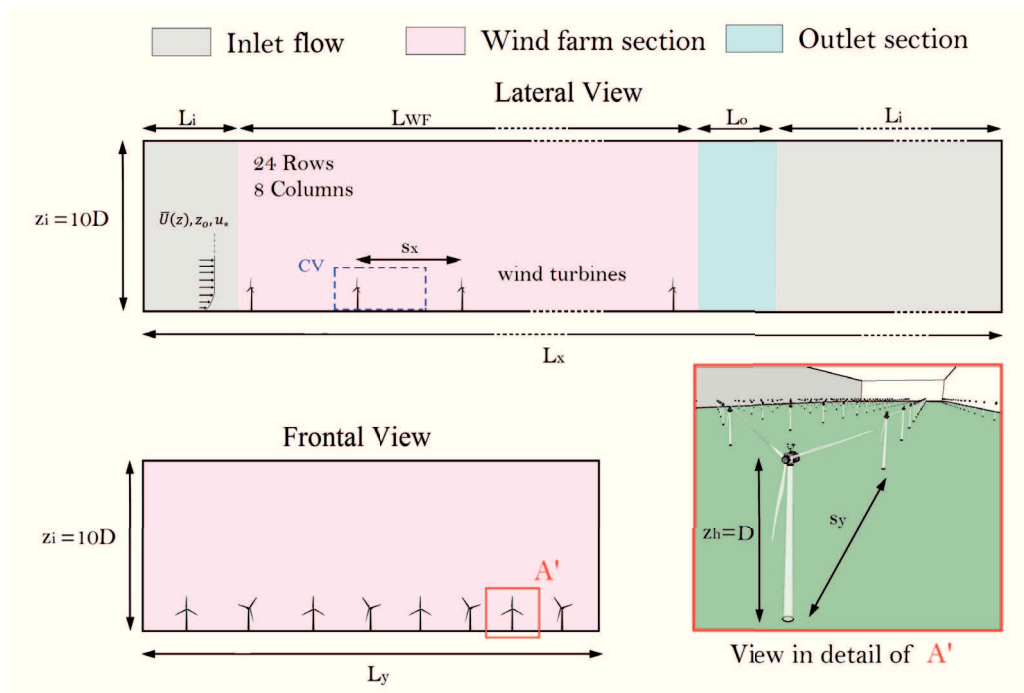 Inlet flow
Wind farm section
Outlet section
Lateral View
Li
LWF
Lo
Li
24 Rows
8 Columns
zi=10D
Ū(z), zo, u*
sx
CV
wind turbines
Lx
Frontal View
zi=10D
A'
Ly
zh=D
sy
View in detail of A'